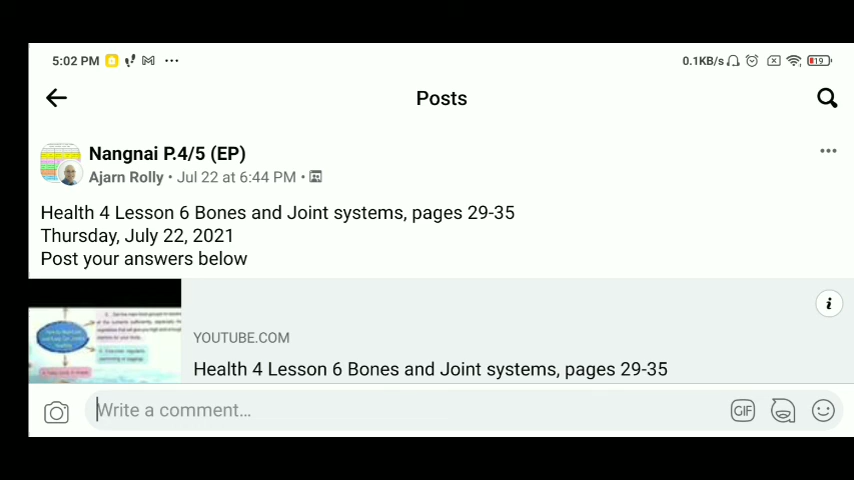 5:02 PM
0.1KB/s
19
Posts
Nangnai P.4/5 (EP)
Ajarn Rolly • Jul 22 at 6:44 PM •
Health 4 Lesson 6 Bones and Joint systems, pages 29-35
Thursday, July 22, 2021
Post your answers below
YOUTUBE.COM
Health 4 Lesson 6 Bones and Joint systems, pages 29-35
Write a comment...
GIF